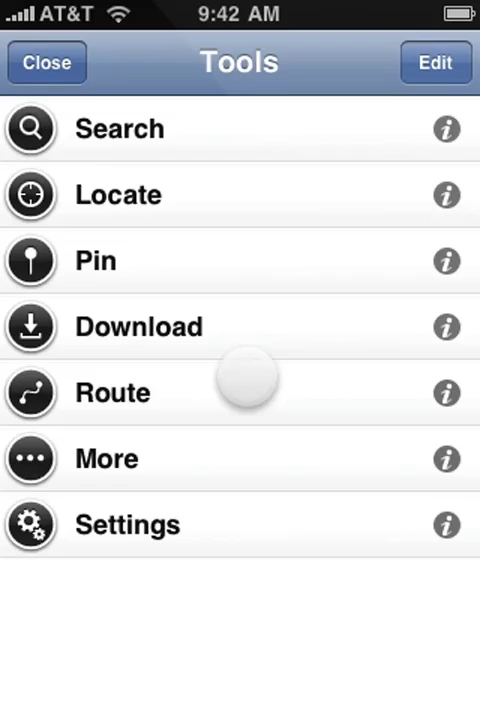 AT&T 9:42 AM
Close Tools Edit
Search i
Locate i
Pin i
Download i
Route i
More i
Settings i